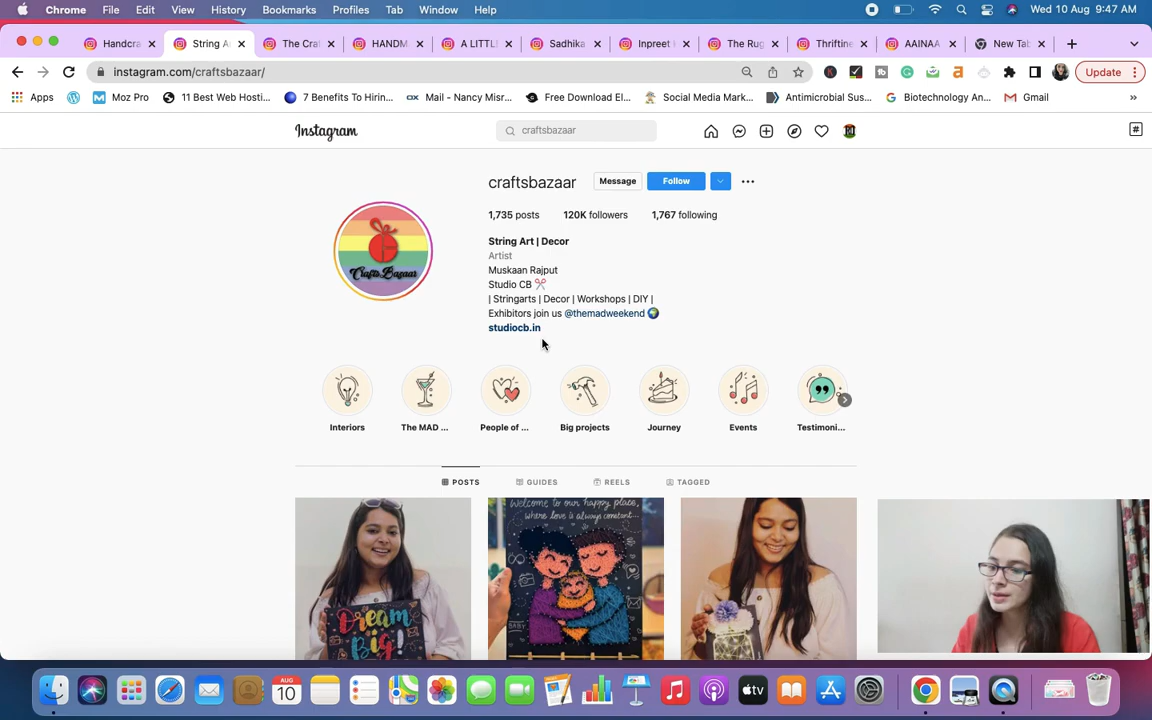 Chrome File Edit View History Bookmarks Profiles Tab Window Help Wed 10 Aug 9:47 AM
Handcra String A The Craf HANDM A LITTL Sadhika Inpreet The Rug Thriftine AAINAA New Tab
instagram.com/craftsbazaar/ Update
Apps Moz Pro 11 Best Web Hosti... 7 Benefits To Hirin... Mail - Nancy Misr... Free Download El... Social Media Mark... Antimicrobial Sus... Biotechnology An... Gmail
Instagram craftsbazaar
craftsbazaar Message Follow
1,735 posts 120K followers 1,767 following
String Art | Decor
Artist
Muskaan Rajput
Studio CB
| Stringarts | Decor | Workshops | DIY |
Exhibitors join us @themadweekend
studiocb.in
Crafts Bazaar
Interiors The MAD ... People of ... Big projects Journey Events Testimoni...
POSTS GUIDES REELS TAGGED
Welcome to our happy place,
where love is always constant...
Dream
Big!
AUG
10
tv